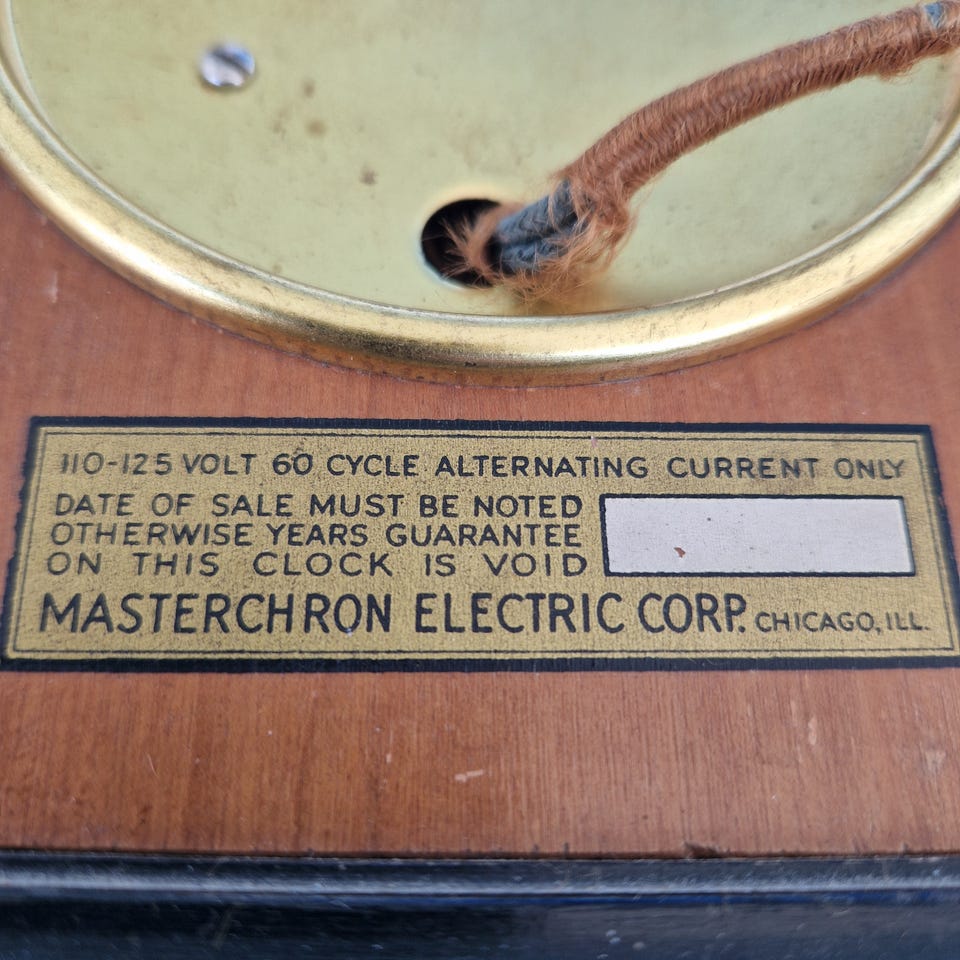 110-125 VOLT 60 CYCLE ALTERNATING CURRENT ONLY
DATE OF SALE MUST BE NOTED
OTHERWISE YEARS GUARANTEE
ON THIS CLOCK IS VOID
MASTERCHRON ELECTRIC CORP. CHICAGO, ILL.